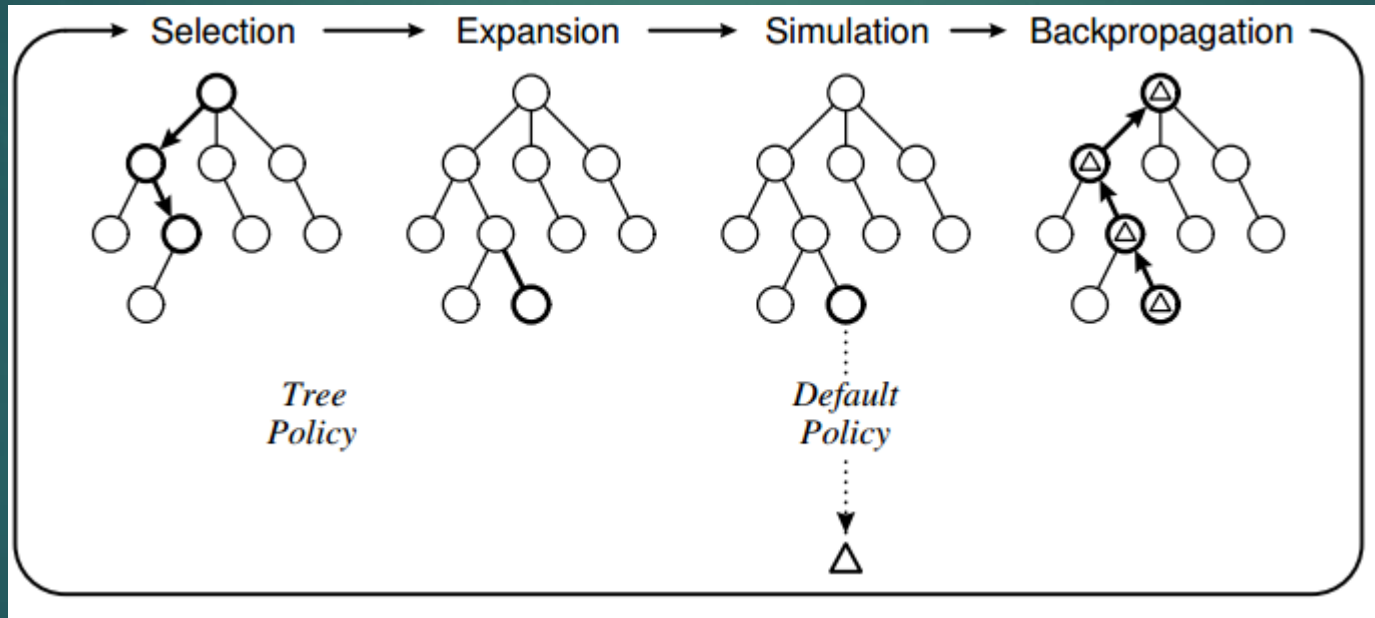 Selection Expansion Simulation Backpropagation
Tree
Policy
Default
Policy